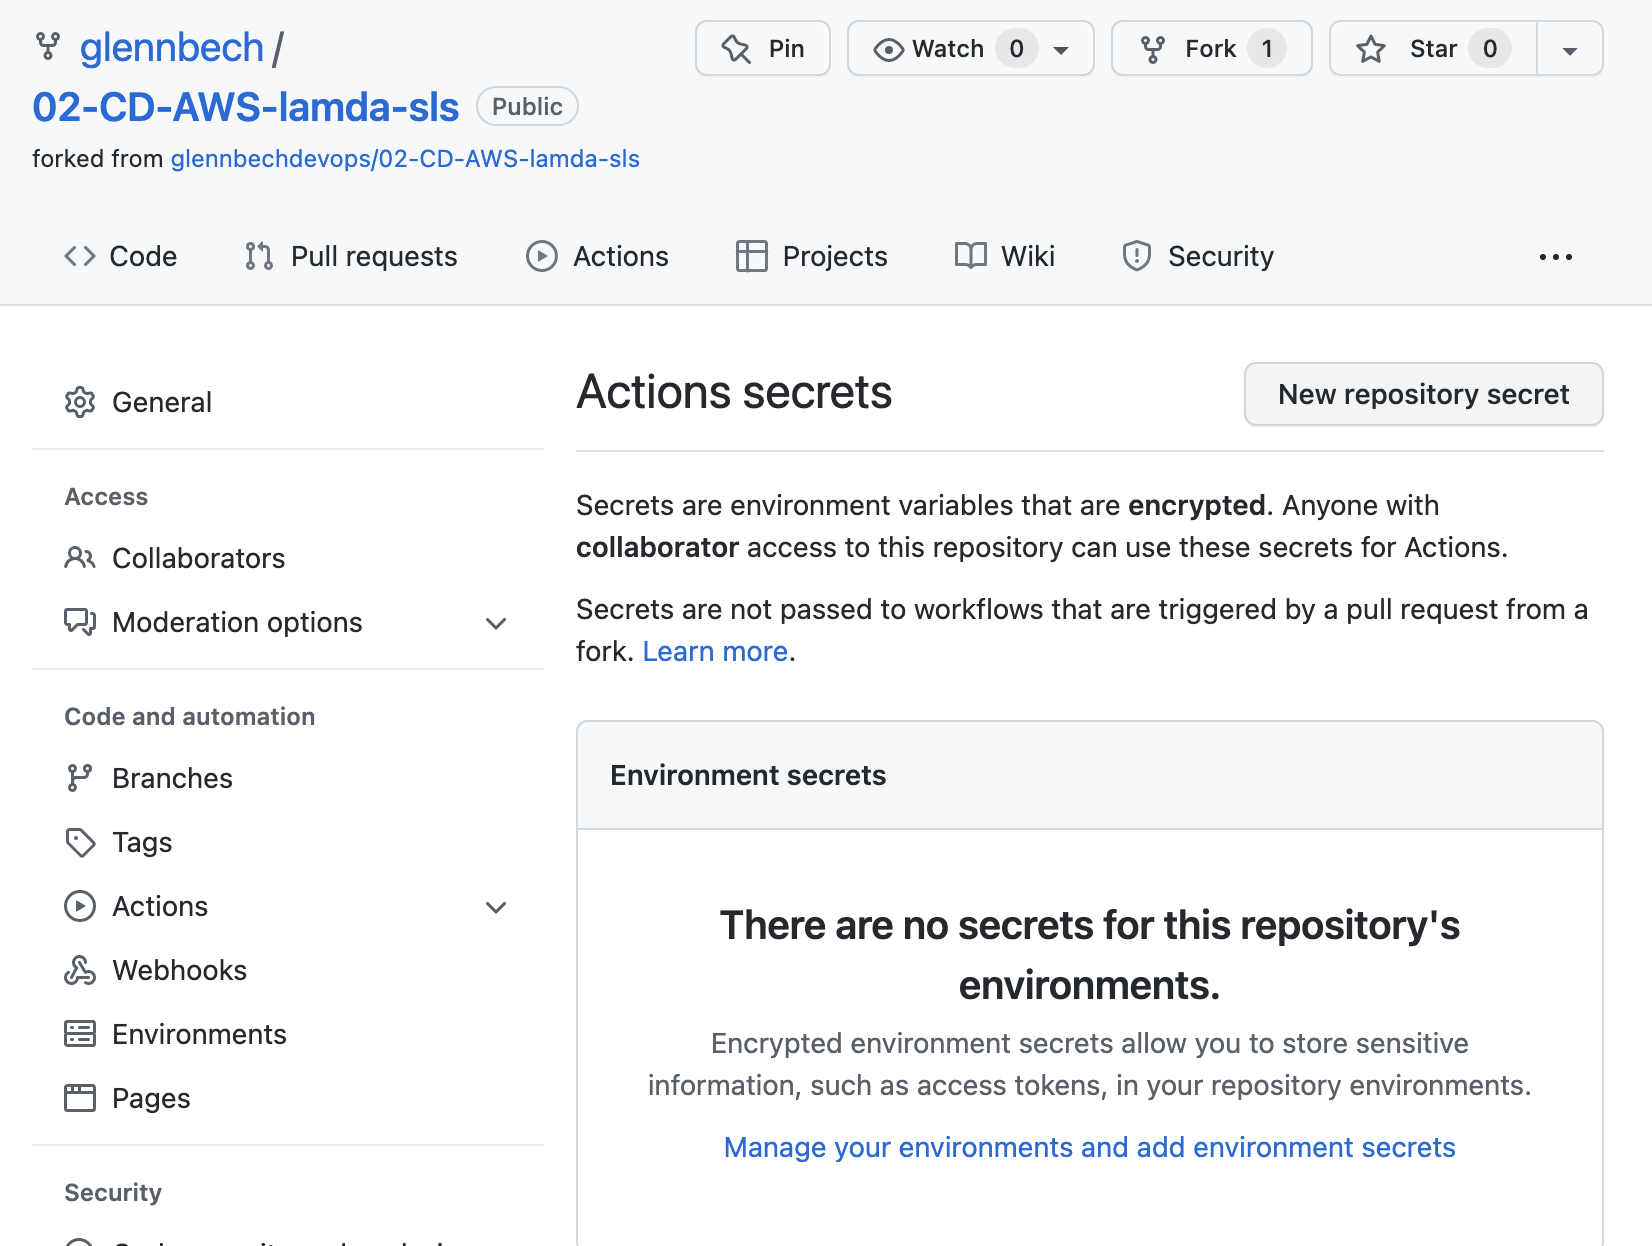 glennbech /
02-CD-AWS-lamda-sls Public
forked from glennbechdevops/02-CD-AWS-lamda-sls
Pin
Watch 0
Fork 1
Star 0
Code
Pull requests
Actions
Projects
Wiki
Security
General
Access
Collaborators
Moderation options
Code and automation
Branches
Tags
Actions
Webhooks
Environments
Pages
Security
Actions secrets
New repository secret
Secrets are environment variables that are encrypted. Anyone with
collaborator access to this repository can use these secrets for Actions.
Secrets are not passed to workflows that are triggered by a pull request from a
fork. Learn more.
Environment secrets
There are no secrets for this repository's
environments.
Encrypted environment secrets allow you to store sensitive
information, such as access tokens, in your repository environments.
Manage your environments and add environment secrets